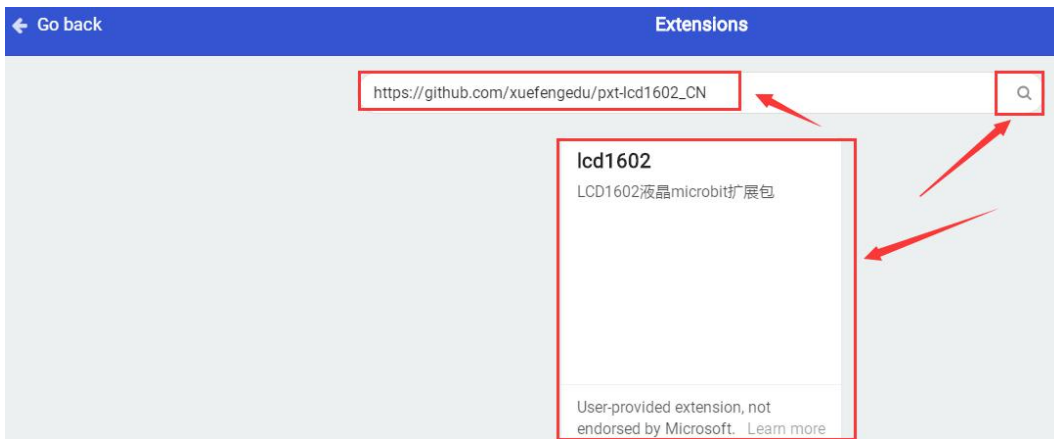 Go back
Extensions
https://github.com/xuefengedu/pxt-lcd1602_CN
lcd1602
LCD1602液晶microbit扩展包
User-provided extension, not
endorsed by Microsoft. Learn more